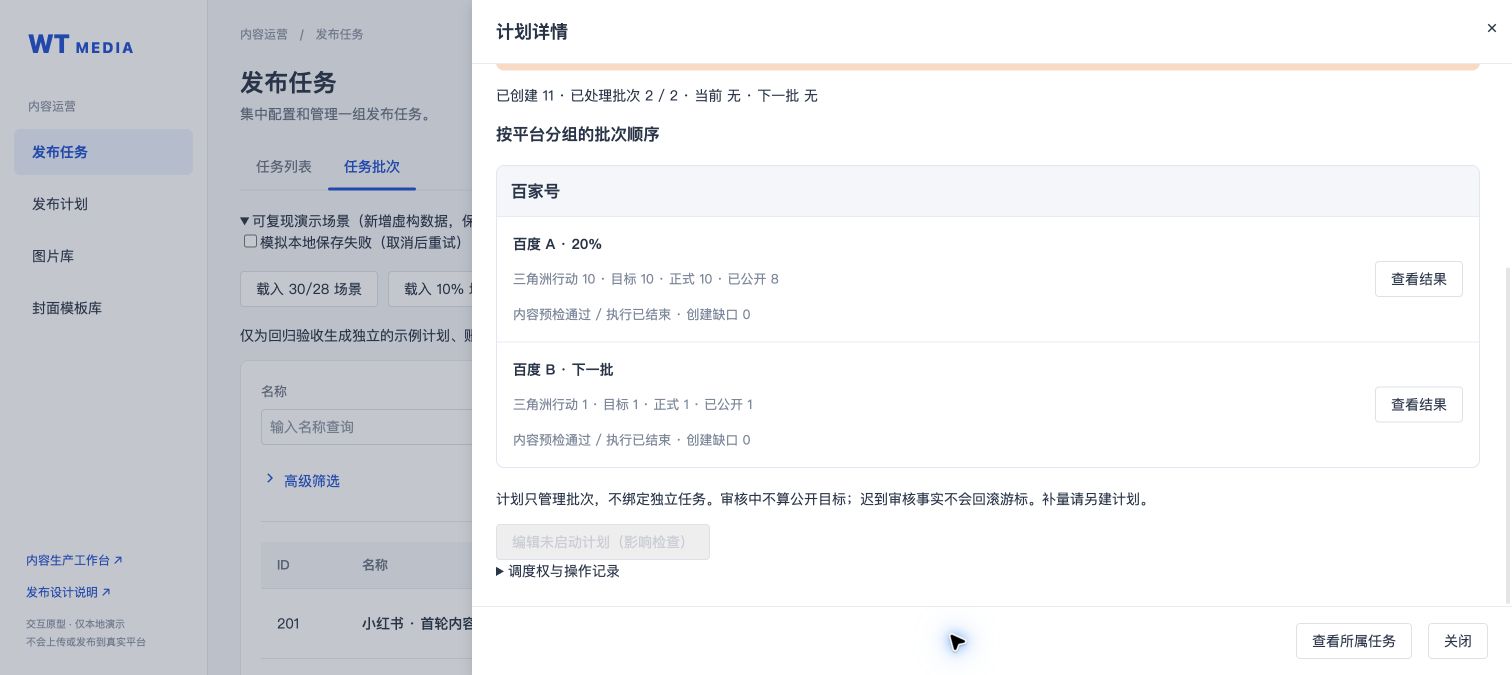 WT MEDIA
内容运营
发布任务
发布计划
图片库
封面模板库
内容生产工作台 ↗
发布设计说明 ↗
交互原型 · 仅本地演示
不会上传或发布到真实平台
内容运营 / 发布任务
发布任务
集中配置和管理一组发布任务。
任务列表 任务批次
▼可复现演示场景（新增虚构数据，保
模拟本地保存失败（取消后重试）
载入 30/28 场景 载入 10%
仅为回归验收生成独立的示例计划、
名称
输入名称查询
高级筛选
ID 名称
201 小红书 · 首轮内容
计划详情 ×
已创建 11 · 已处理批次 2 / 2 · 当前 无 · 下一批 无
按平台分组的批次顺序
百家号
百度 A · 20%
三角洲行动 10 · 目标 10 · 正式 10 · 已公开 8
内容预检通过 / 执行已结束 · 创建缺口 0
查看结果
百度 B · 下一批
三角洲行动 1 · 目标 1 · 正式 1 · 已公开 1
内容预检通过 / 执行已结束 · 创建缺口 0
查看结果
计划只管理批次，不绑定独立任务。审核中不算公开目标；迟到审核事实不会回滚游标。补量请另建计划。
编辑未启动计划（影响检查）
▶调度权与操作记录
查看所属任务 关闭